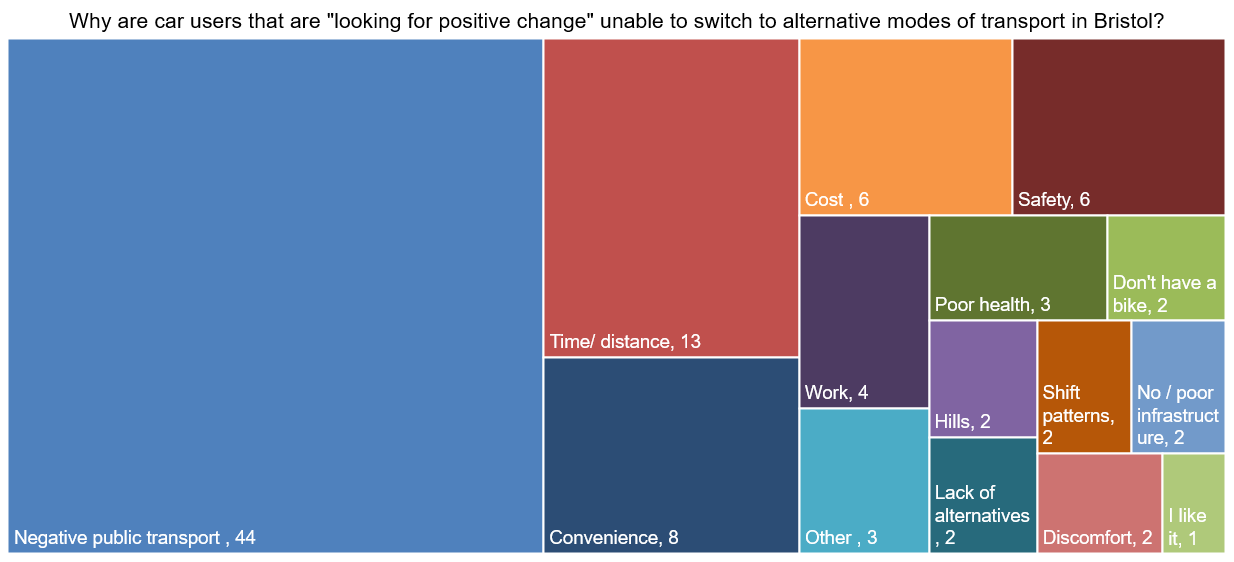 Why are car users that are "looking for positive change" unable to switch to alternative modes of transport in Bristol?
Negative public transport , 44
Time/ distance, 13
Convenience, 8
Cost , 6
Safety, 6
Work, 4
Other , 3
Poor health, 3
Don't have a
bike, 2
Hills, 2
Lack of
alternatives
, 2
Shift
patterns,
2
No / poor
infrastruct
ure, 2
Discomfort, 2
I like
it, 1